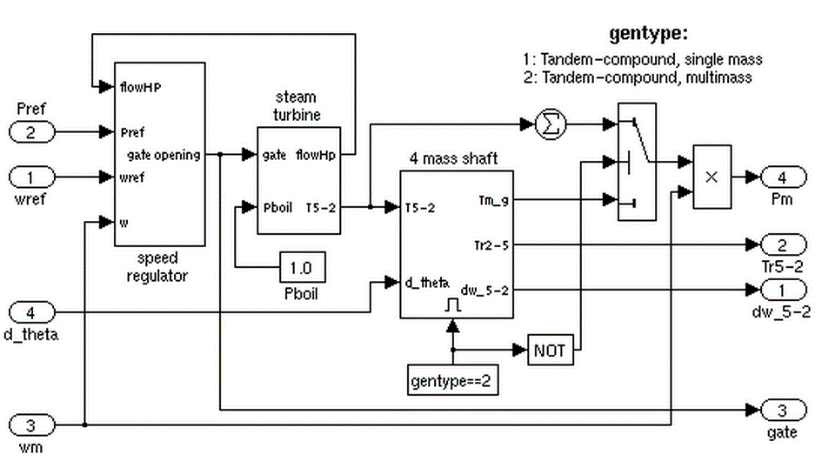 gentype:
1: Tandem-compound, single mass
2: Tandem-compound, multimass
flowHP
Pref
2
Pref
gate opening
1
wref
wref
w
speed
regulator
steam
turbine
gate
flowHp
Pboil
T5-2
1.0
Pboil
4 mass shaft
T5-2
Tm_g
Tr2-5
d_theta
dw_5-2
Σ
×
4
Pm
2
Tr5-2
1
dw_5-2
4
d_theta
NOT
gentype==2
3
gate
3
wm